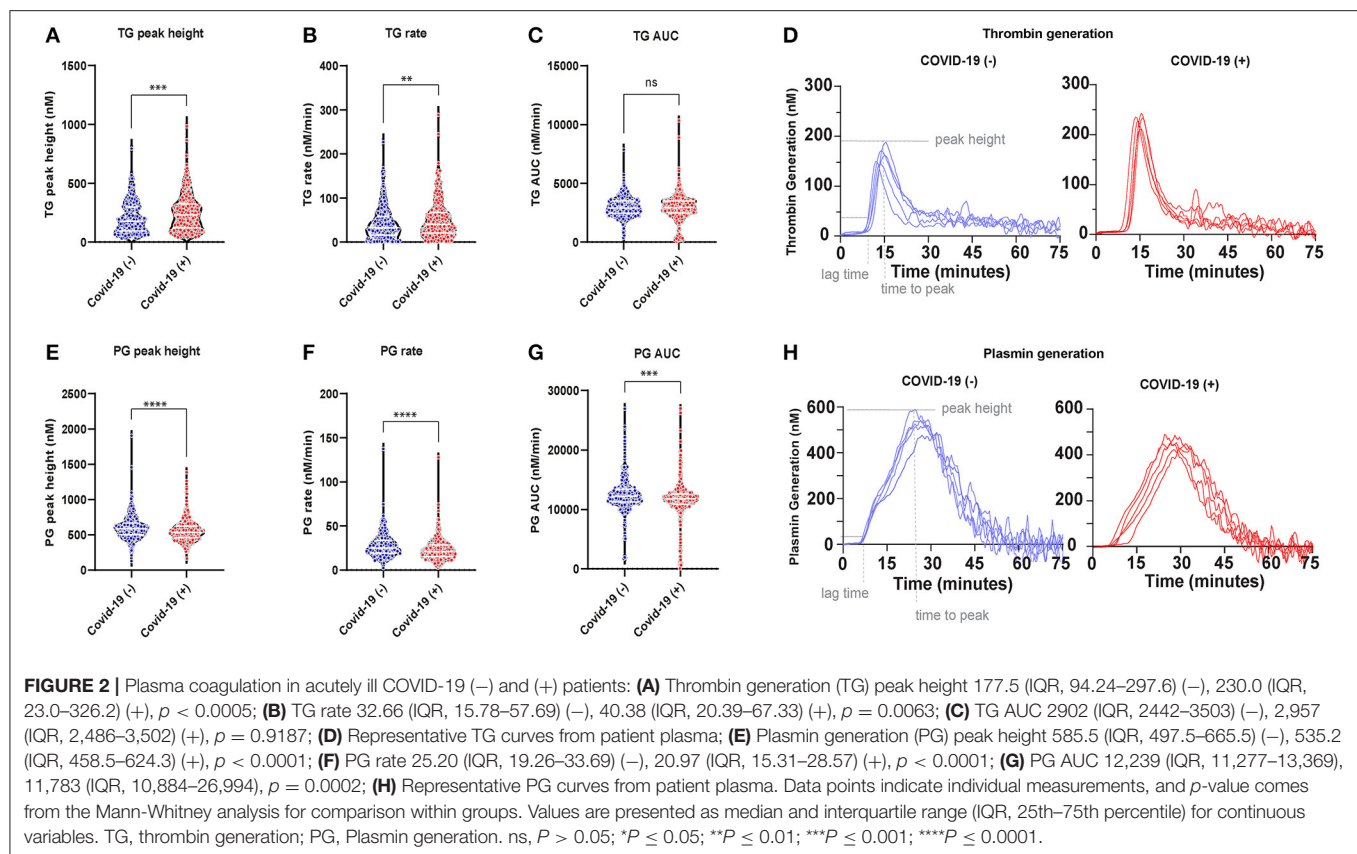 A TG peak height
TG peak height (nM)
1500
1000
500
0
***
Covid-19 (-)
Covid-19 (+)
B TG rate
TG rate (nM/min)
400
300
200
100
0
**
Covid-19 (-)
Covid-19 (+)
C TG AUC
TG AUC (nM/min)
15000
10000
5000
0
ns
Covid-19 (-)
Covid-19 (+)
D Thrombin generation
COVID-19 (-)
Thrombin Generation (nM)
300
200
100
0
peak height
0 15 30 45 60 75
Time (minutes)
lag time
time to peak
COVID-19 (+)
300
200
100
0
0 15 30 45 60 75
Time (minutes)
E PG peak height
PG peak height (nM)
2500
2000
1500
1000
500
0
****
Covid-19 (-)
Covid-19 (+)
F PG rate
PG rate (nM/min)
200
150
100
50
0
****
Covid-19 (-)
Covid-19 (+)
G PG AUC
PG AUC (nM/min)
30000
20000
10000
0
***
Covid-19 (-)
Covid-19 (+)
H Plasmin generation
COVID-19 (-)
Plasmin Generation (nM)
600
400
200
0
peak height
0 15 30 45 60 75
Time (minutes)
lag time
time to peak
COVID-19 (+)
600
400
200
0
0 15 30 45 60 75
Time (minutes)
FIGURE 2 | Plasma coagulation in acutely ill COVID-19 (−) and (+) patients: (A) Thrombin generation (TG) peak height 177.5 (IQR, 94.24–297.6) (−), 230.0 (IQR,
23.0–326.2) (+), p < 0.0005; (B) TG rate 32.66 (IQR, 15.78–57.69) (−), 40.38 (IQR, 20.39–67.33) (+), p = 0.0063; (C) TG AUC 2902 (IQR, 2442–3503) (−), 2,957
(IQR, 2,486–3,502) (+), p = 0.9187; (D) Representative TG curves from patient plasma; (E) Plasmin generation (PG) peak height 585.5 (IQR, 497.5–665.5) (−), 535.2
(IQR, 458.5–624.3) (+), p < 0.0001; (F) PG rate 25.20 (IQR, 19.26–33.69) (−), 20.97 (IQR, 15.31–28.57) (+), p < 0.0001; (G) PG AUC 12,239 (IQR, 11,277–13,369),
11,783 (IQR, 10,884–26,994), p = 0.0002; (H) Representative PG curves from patient plasma. Data points indicate individual measurements, and p-value comes
from the Mann-Whitney analysis for comparison within groups. Values are presented as median and interquartile range (IQR, 25th–75th percentile) for continuous
variables. TG, thrombin generation; PG, Plasmin generation. ns, P > 0.05; *P ≤ 0.05; **P ≤ 0.01; ***P ≤ 0.001; ****P ≤ 0.0001.